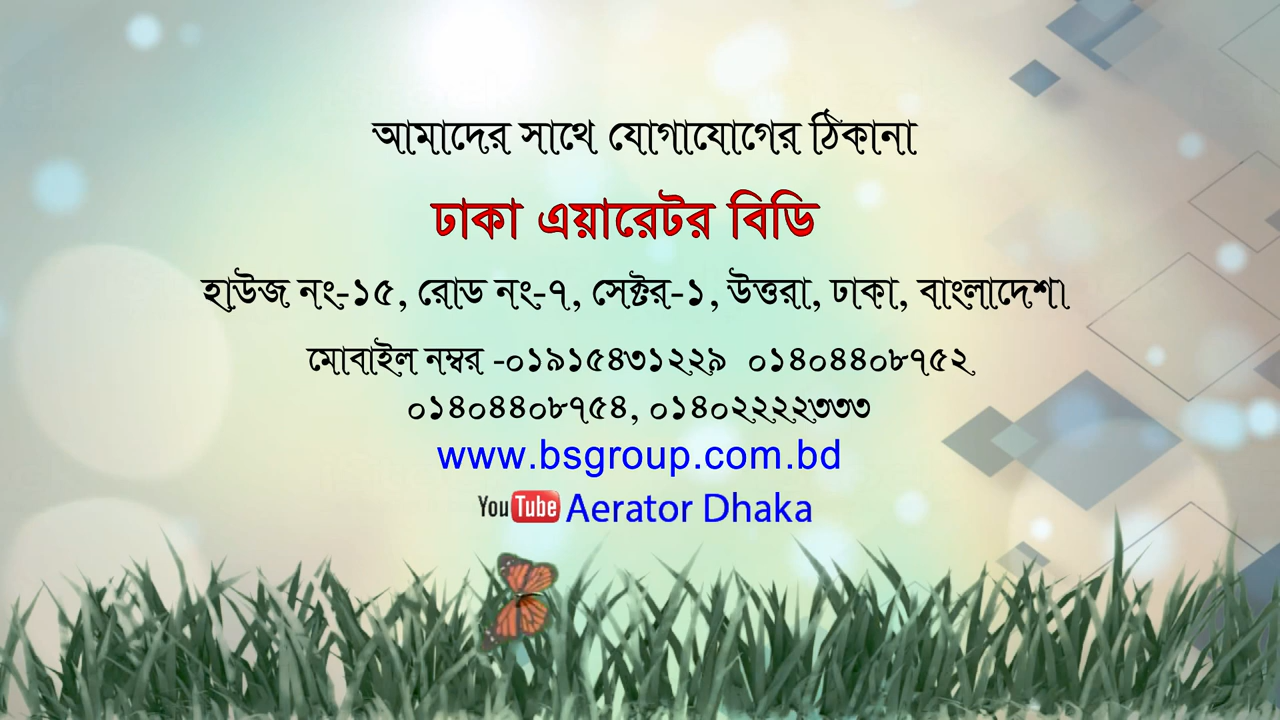 আমাদের সাথে যোগাযোগের ঠিকানা
ঢাকা এয়ারেটর বিডি
হাউজ নং-১৫, রোড নং-৭, সেক্টর-১, উত্তরা, ঢাকা, বাংলাদেশ।
মোবাইল নম্বর -০১৯১৫৪৩১২২৯ ০১৪০৪৪০৮৭৫২
০১৪০৪৪০৮৭৫৪, ০১৪০২২২২৩৩৩
www.bsgroup.com.bd
YouTube Aerator Dhaka